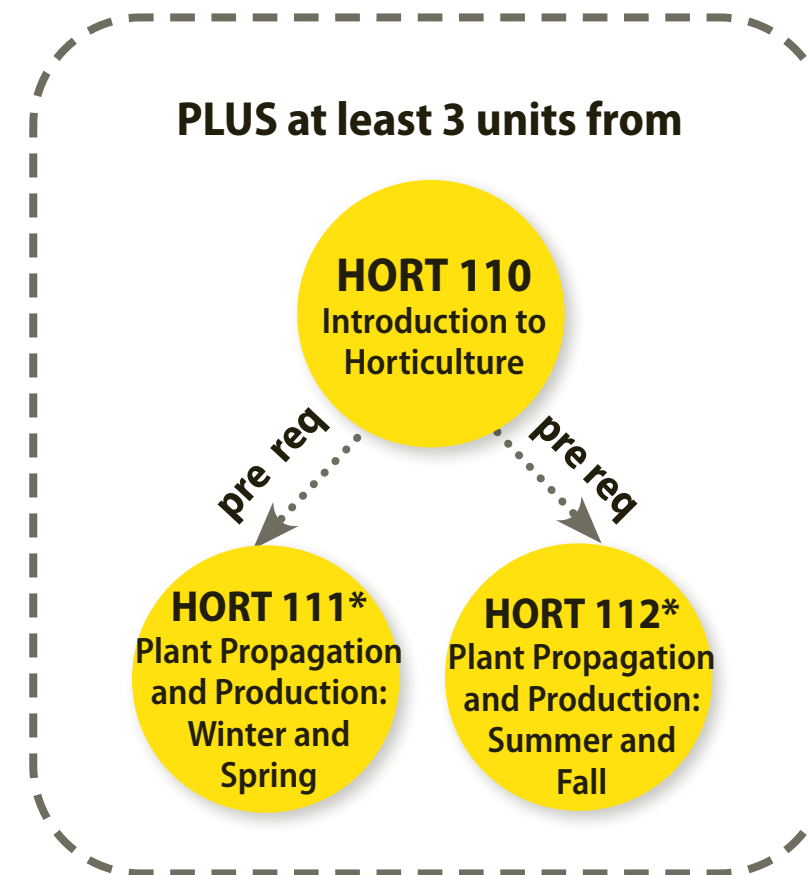 PLUS at least 3 units from
HORT 110
Introduction to
Horticulture
pre req
pre req
HORT 111*
Plant Propagation
and Production:
Winter and
Spring
HORT 112*
Plant Propagation
and Production:
Summer and
Fall